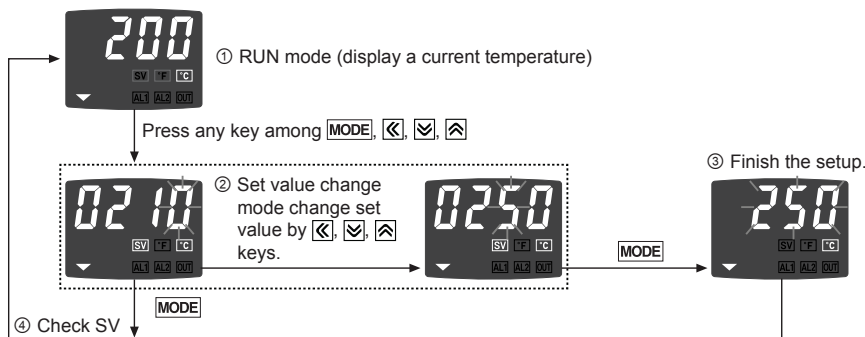 200
① RUN mode (display a current temperature)
SV °F °C
AL1 AL2 OUT
Press any key among MODE, «, ⩔, ⩓
③ Finish the setup.
0210
② Set value change
mode change set
value by «, ⩔, ⩓
keys.
0250
250
SV °F °C
SV °F °C
SV °F °C
MODE
AL1 AL2 OUT
AL1 AL2 OUT
AL1 AL2 OUT
MODE
④ Check SV